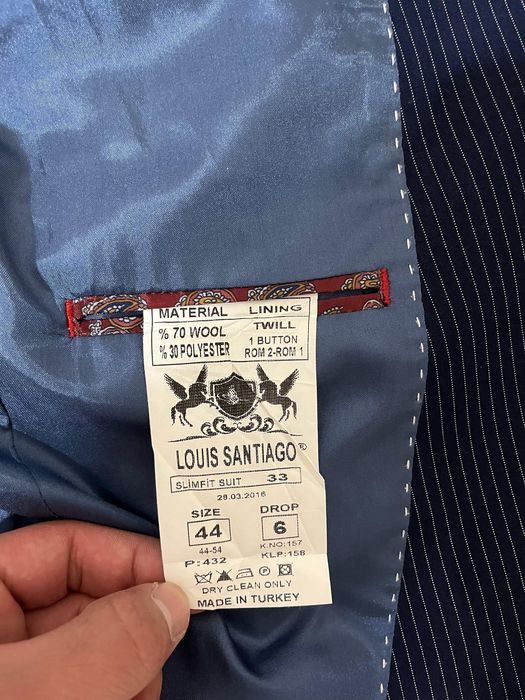 MATERIAL LINING
% 70 WOOL TWILL
% 30 POLYESTER 1 BUTTON
ROM 2-ROM 1
LOUIS SANTIAGO®
SLİMFİT SUIT 33
28.03.2016
SIZE DROP
44 6
44-54 K.NO:157
P:432 KLP:158
DRY CLEAN ONLY
MADE IN TURKEY